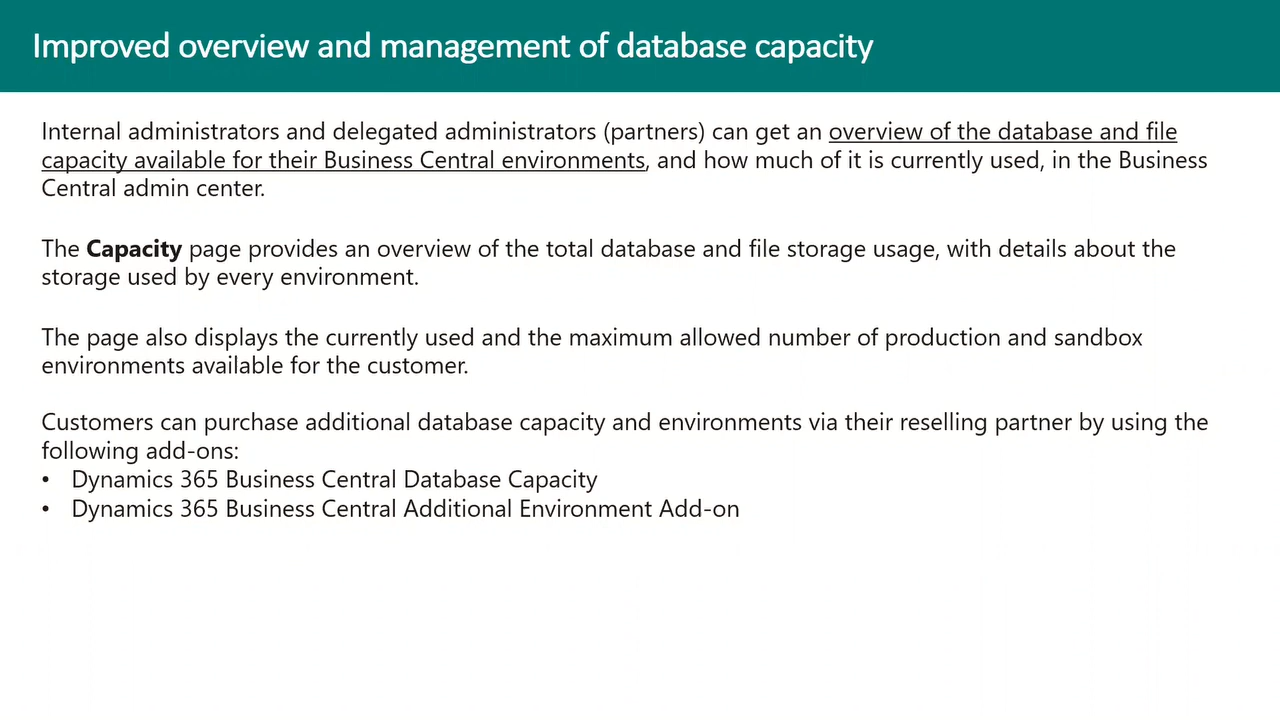 Improved overview and management of database capacity
Internal administrators and delegated administrators (partners) can get an overview of the database and file
capacity available for their Business Central environments, and how much of it is currently used, in the Business
Central admin center.
The Capacity page provides an overview of the total database and file storage usage, with details about the
storage used by every environment.
The page also displays the currently used and the maximum allowed number of production and sandbox
environments available for the customer.
Customers can purchase additional database capacity and environments via their reselling partner by using the
following add-ons:
• Dynamics 365 Business Central Database Capacity
• Dynamics 365 Business Central Additional Environment Add-on